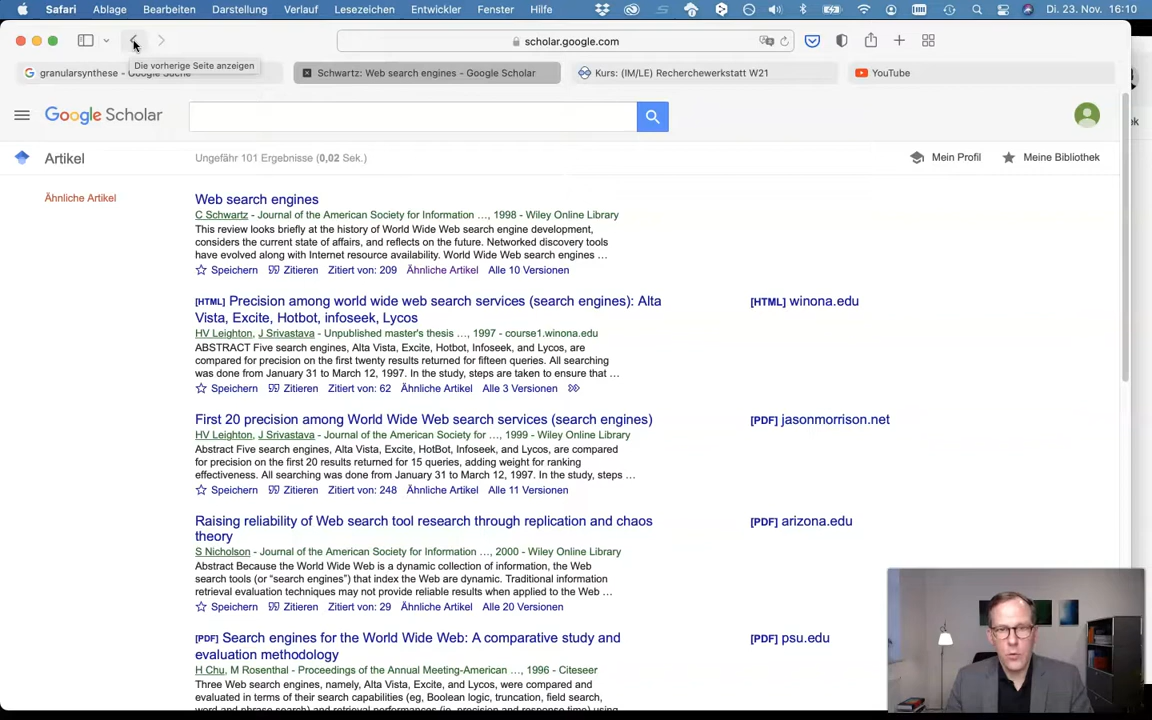 Safari Ablage Bearbeiten Darstellung Verlauf Lesezeichen Entwickler Fenster Hilfe Di. 23. Nov. 16:10
scholar.google.com
Die vorherige Seite anzeigen
granularsynthese - Google Suche
Schwartz: Web search engines - Google Scholar
Kurs: (IM/LE) Recherchewerkstatt W21
YouTube
Google Scholar
Artikel
Ungefähr 101 Ergebnisse (0,02 Sek.)
Mein Profil
Meine Bibliothek
Ähnliche Artikel
Web search engines
C Schwartz - Journal of the American Society for Information …, 1998 - Wiley Online Library
This review looks briefly at the history of World Wide Web search engine development,
considers the current state of affairs, and reflects on the future. Networked discovery tools
have evolved along with Internet resource availability. World Wide Web search engines …
Speichern Zitieren Zitiert von: 209 Ähnliche Artikel Alle 10 Versionen
[HTML] Precision among world wide web search services (search engines): Alta
Vista, Excite, Hotbot, infoseek, Lycos
[HTML] winona.edu
HV Leighton, J Srivastava - Unpublished master's thesis …, 1997 - course1.winona.edu
ABSTRACT Five search engines, Alta Vista, Excite, Hotbot, Infoseek, and Lycos, are
compared for precision on the first twenty results returned for fifteen queries. All searching
was done from January 31 to March 12, 1997. In the study, steps are taken to ensure that …
Speichern Zitieren Zitiert von: 62 Ähnliche Artikel Alle 3 Versionen
First 20 precision among World Wide Web search services (search engines)
[PDF] jasonmorrison.net
HV Leighton, J Srivastava - Journal of the American Society for …, 1999 - Wiley Online Library
Abstract Five search engines, Alta Vista, Excite, HotBot, Infoseek, and Lycos, are compared
for precision on the first 20 results returned for 15 queries, adding weight for ranking
effectiveness. All searching was done from January 31 to March 12, 1997. In the study, steps …
Speichern Zitieren Zitiert von: 248 Ähnliche Artikel Alle 11 Versionen
Raising reliability of Web search tool research through replication and chaos
theory
[PDF] arizona.edu
S Nicholson - Journal of the American Society for Information …, 2000 - Wiley Online Library
Abstract Because the World Wide Web is a dynamic collection of information, the Web
search tools (or “search engines”) that index the Web are dynamic. Traditional information
retrieval evaluation techniques may not provide reliable results when applied to the Web …
Speichern Zitieren Zitiert von: 29 Ähnliche Artikel Alle 20 Versionen
[PDF] Search engines for the World Wide Web: A comparative study and
evaluation methodology
[PDF] psu.edu
H Chu, M Rosenthal - Proceedings of the Annual Meeting-American …, 1996 - Citeseer
Three Web search engines, namely, Alta Vista, Excite, and Lycos, were compared and
evaluated in terms of their search capabilities (eg, Boolean logic, truncation, field search,
word and phrase search) and retrieval performances (ie, precision and response time) using